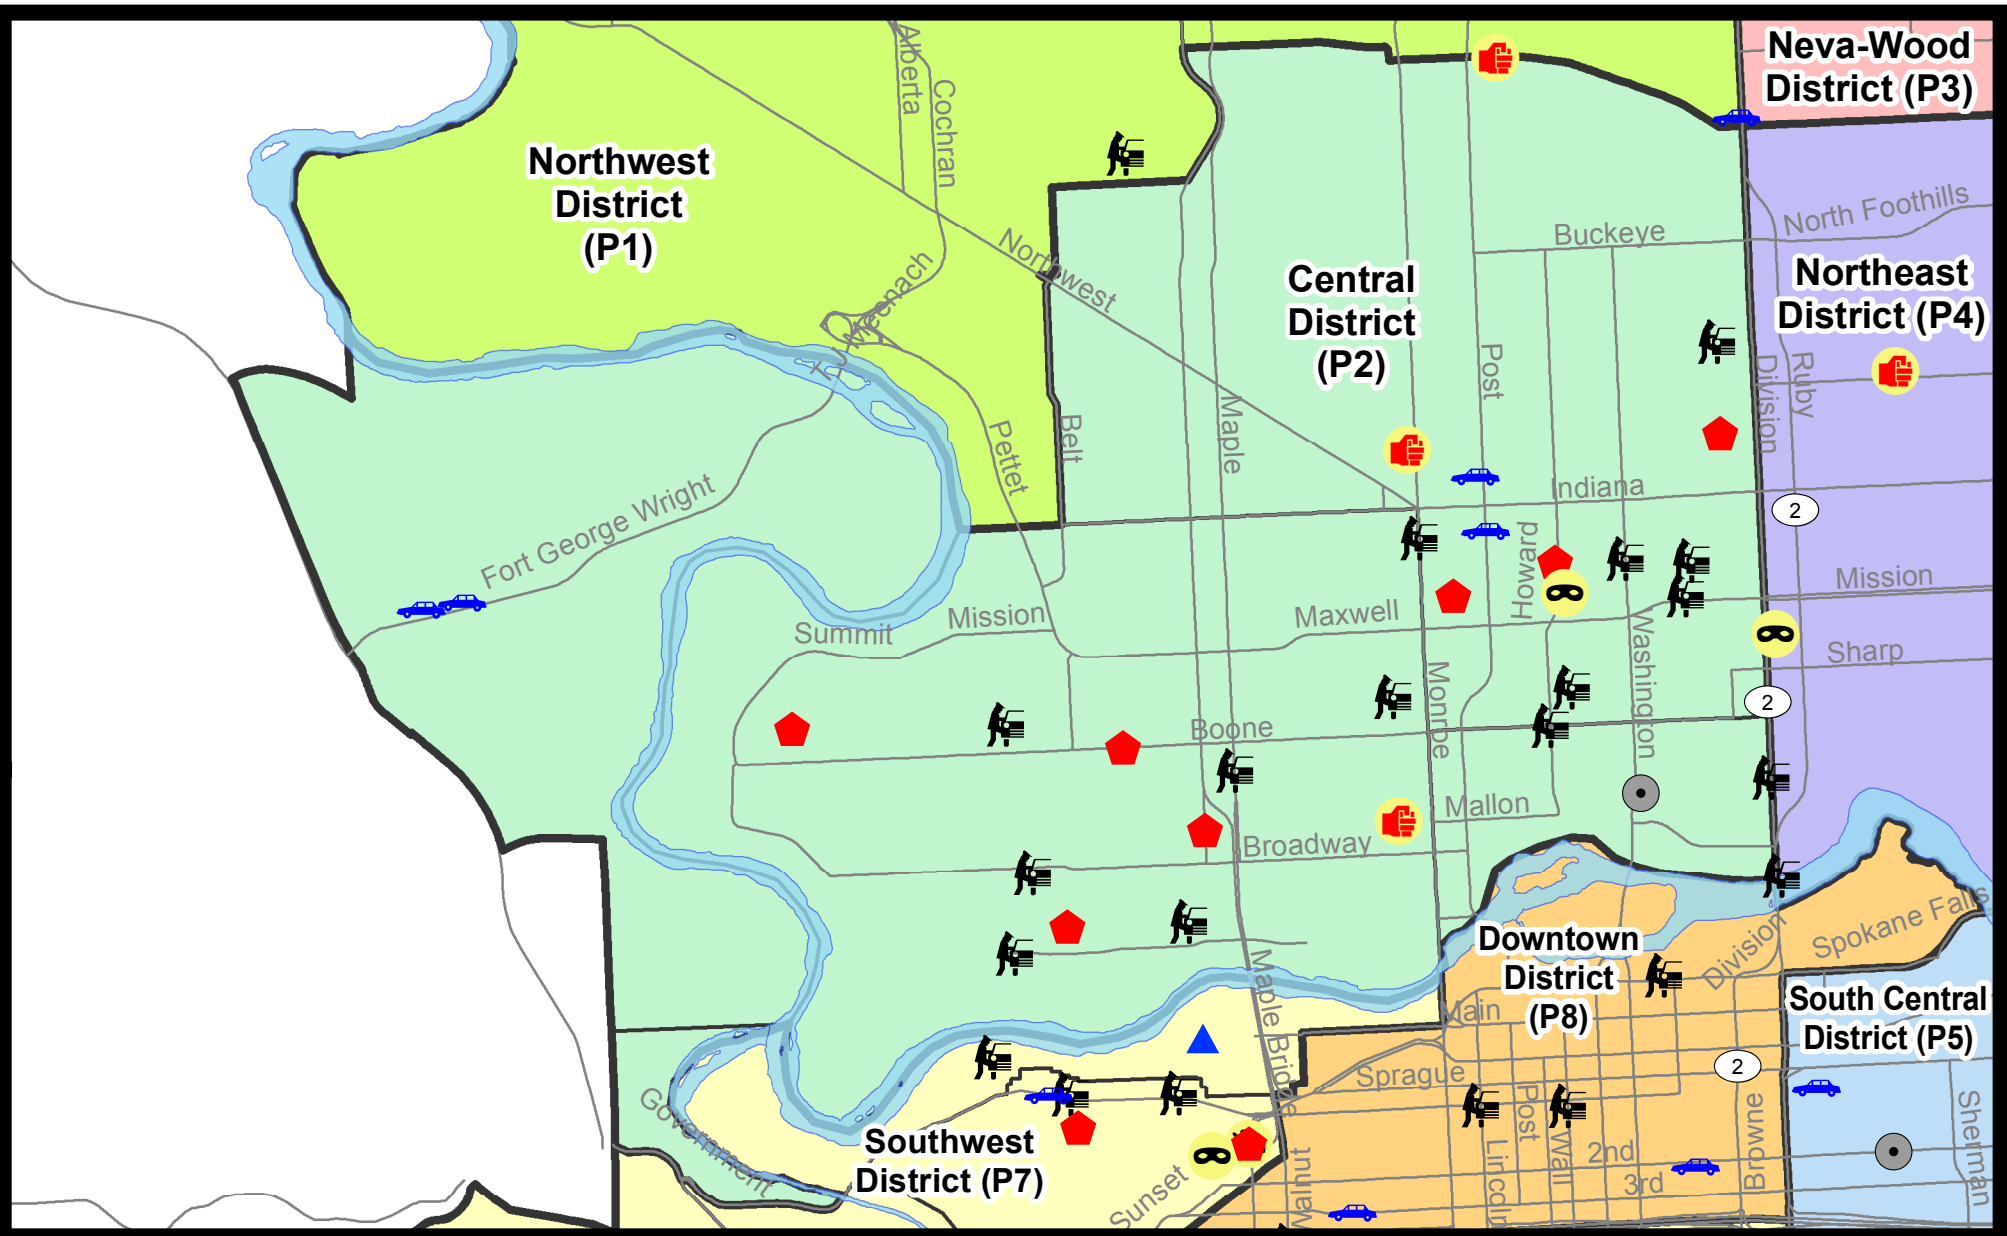 Neva-Wood
District (P3)
Alberta
Cochran
Northwest
District
(P1)
North Foothills
Buckeye
Northwest
Central
District
(P2)
Northeast
District (P4)
T J Meenach
Post
Division
Ruby
Maple
Belt
Pettet
Indiana
Fort George Wright
2
Howard
Mission
Mission
Maxwell
Summit
Washington
Sharp
Monroe
2
Boone
Mallon
Broadway
Downtown
District
(P8)
Division
Spokane Falls
Maple Bridge
Main
South Central
District (P5)
Sprague
2
Government
Southwest
District (P7)
Sunset
Walnut
Lincoln
Post
Wall
2nd
3rd
Browne
Sherman